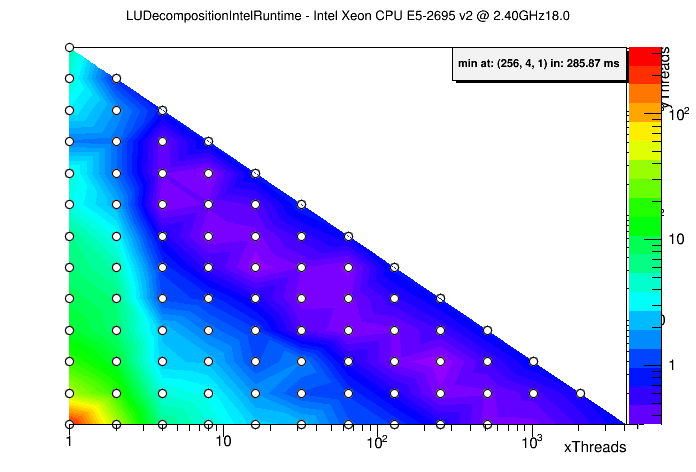 LUDecompositionIntelRuntime - Intel Xeon CPU E5-2695 v2 @ 2.40GHz18.0
min at: (256, 4, 1) in: 285.87 ms
yThreads
10²
10
1
1 10 10² 10³
xThreads